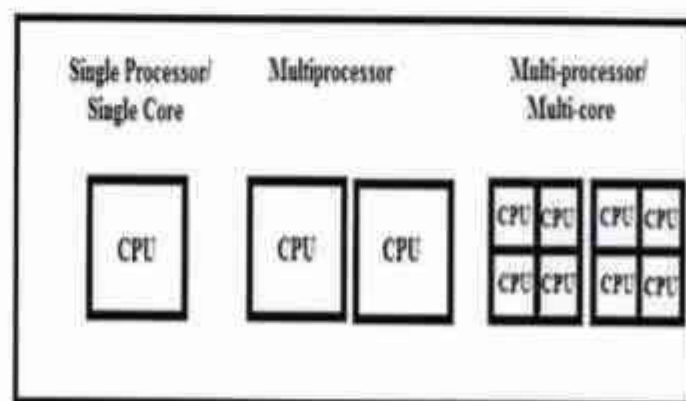 Single Processor/
Single Core
Multiprocessor
Multi-processor/
Multi-core
CPU
CPU
CPU
CPU CPU CPU CPU
CPU CPU CPU CPU